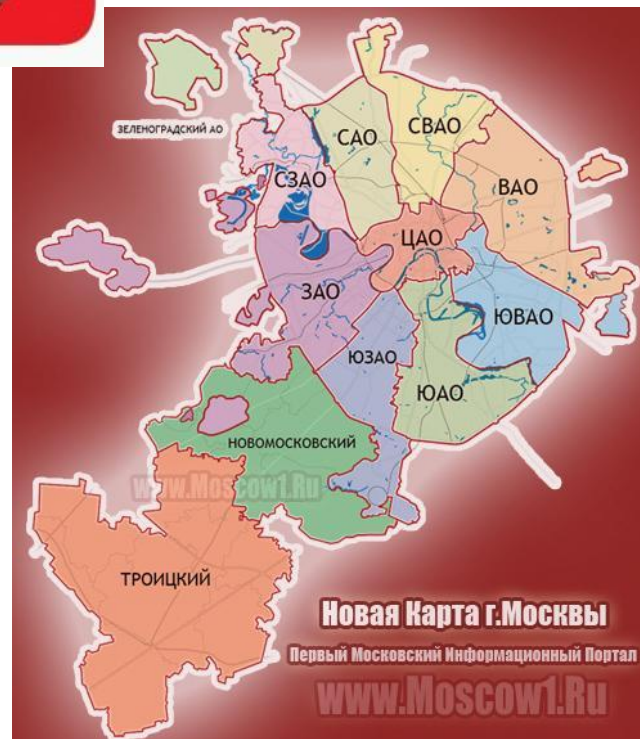 ЗЕЛЕНОГРАДСКИЙ АО
САО
СВАО
СЗАО
ВАО
ЦАО
ЗАО
ЮВАО
ЮЗАО
ЮАО
НОВОМОСКОВСКИЙ
www.Moscow1.Ru
ТРОИЦКИЙ
Новая Карта г.Москвы
Первый Московский Информационный Портал
www.Moscow1.Ru